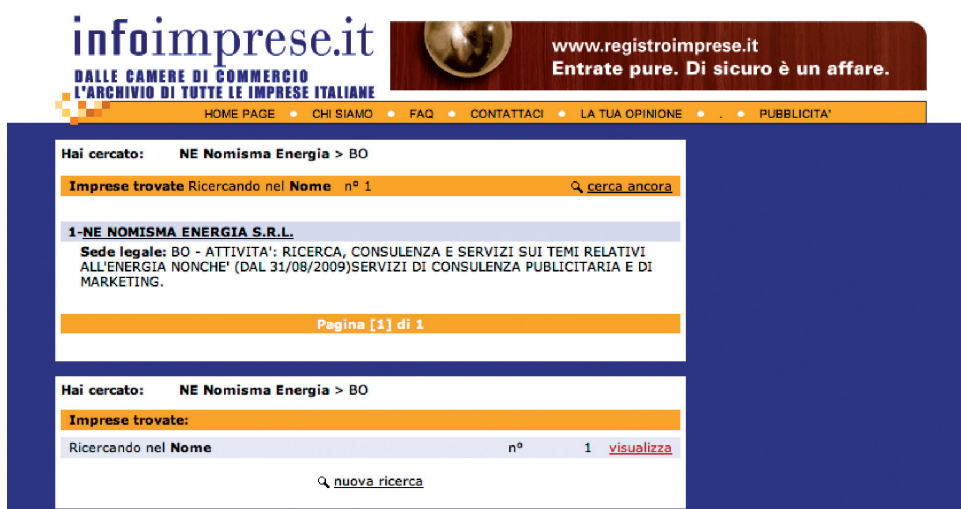 infoimprese.it
DALLE CAMERE DI COMMERCIO
L'ARCHIVIO DI TUTTE LE IMPRESE ITALIANE
www.registroimprese.it
Entrate pure. Di sicuro è un affare.
HOME PAGE • CHI SIAMO • FAQ • CONTATTACI • LA TUA OPINIONE • . • PUBBLICITA'
Hai cercato: NE Nomisma Energia > BO
Imprese trovate Ricercando nel Nome n° 1 cerca ancora
1-NE NOMISMA ENERGIA S.R.L.
Sede legale: BO - ATTIVITA': RICERCA, CONSULENZA E SERVIZI SUI TEMI RELATIVI
ALL'ENERGIA NONCHE' (DAL 31/08/2009)SERVIZI DI CONSULENZA PUBLICITARIA E DI
MARKETING.
Pagina [1] di 1
Hai cercato: NE Nomisma Energia > BO
Imprese trovate:
Ricercando nel Nome n° 1 visualizza
nuova ricerca